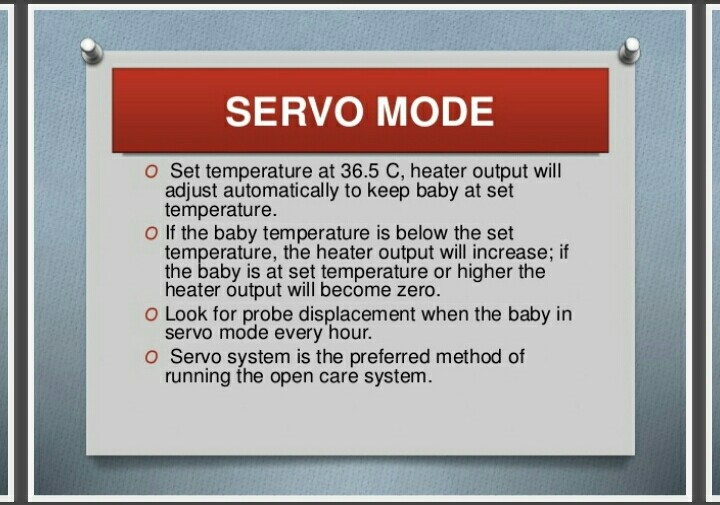 SERVO MODE
O Set temperature at 36.5 C, heater output will
adjust automatically to keep baby at set
temperature.
O If the baby temperature is below the set
temperature, the heater output will increase; if
the baby is at set temperature or higher the
heater output will become zero.
O Look for probe displacement when the baby in
servo mode every hour.
O Servo system is the preferred method of
running the open care system.